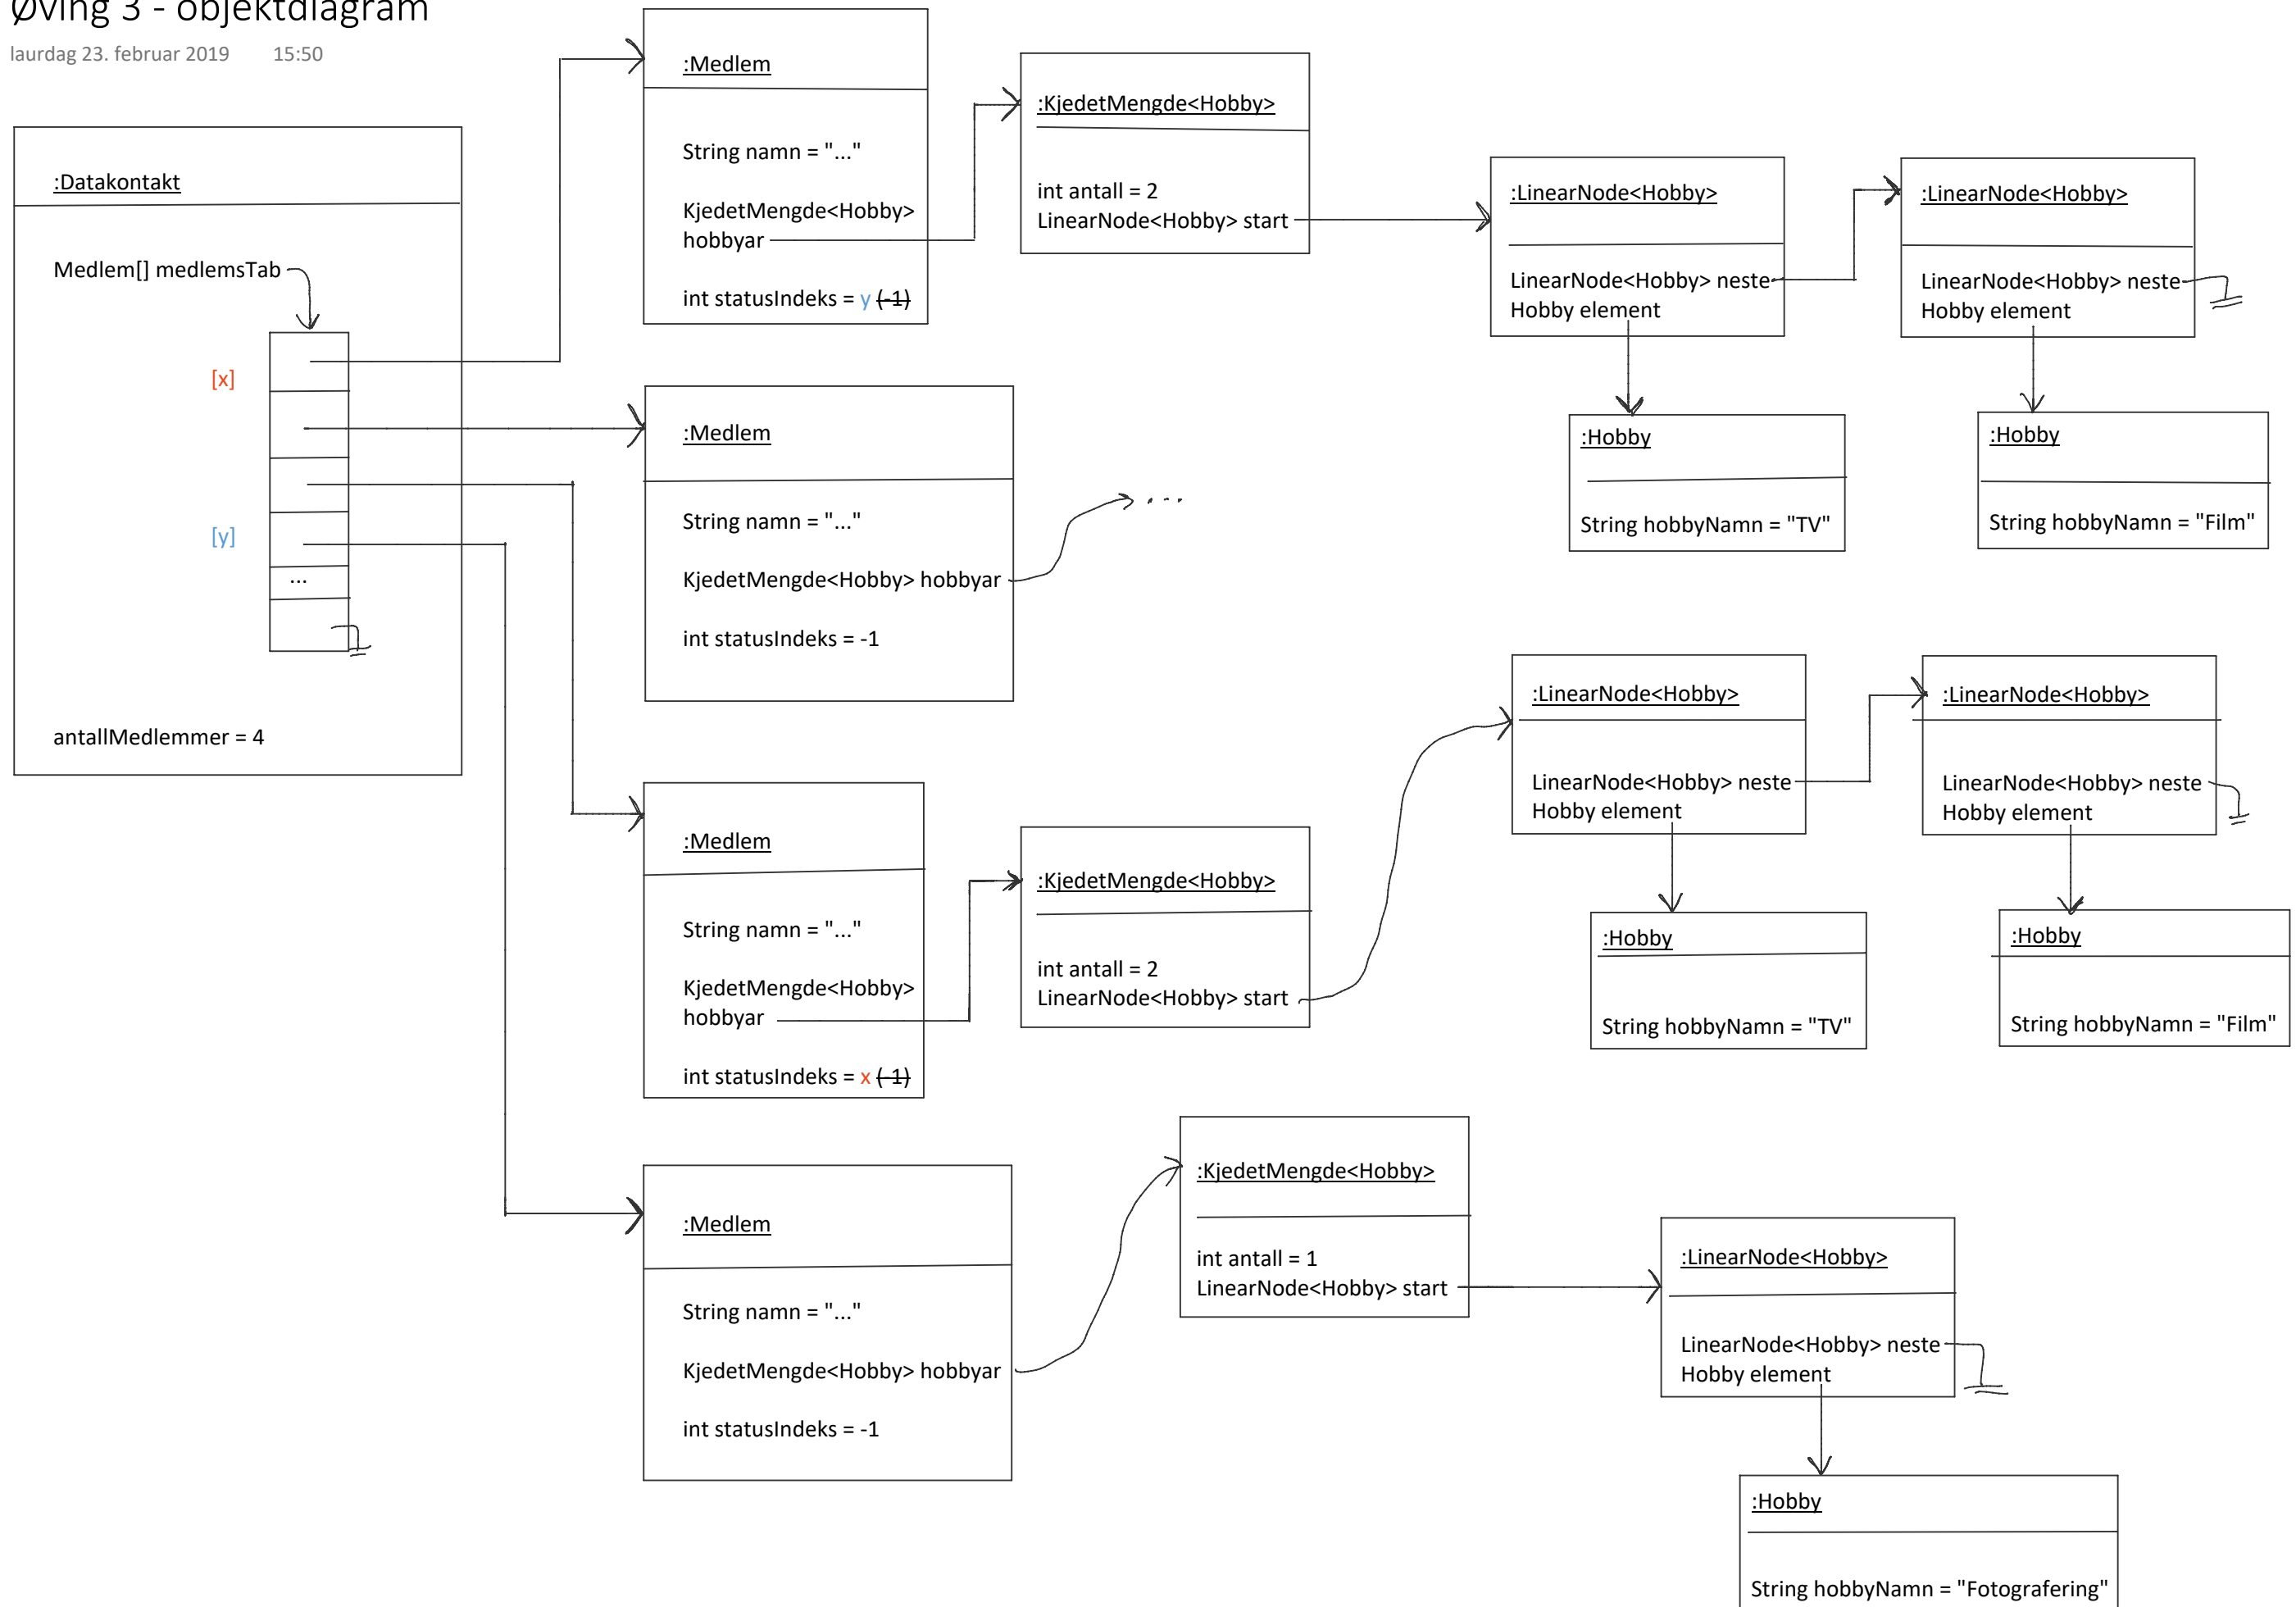 Øving 3 - objektdiagram
laurdag 23. februar 2019 15:50
:Datakontakt
Medlem[] medlemsTab
[x]
[y]
...
antallMedlemmer = 4
:Medlem
String namn = "..."
KjedetMengde<Hobby>
hobbyar
int statusIndeks = y (-1)
:KjedetMengde<Hobby>
int antall = 2
LinearNode<Hobby> start
:LinearNode<Hobby>
LinearNode<Hobby> neste
Hobby element
:LinearNode<Hobby>
LinearNode<Hobby> neste
Hobby element
:Hobby
String hobbyNamn = "TV"
:Hobby
String hobbyNamn = "Film"
:Medlem
String namn = "..."
KjedetMengde<Hobby> hobbyar
int statusIndeks = -1
...
:Medlem
String namn = "..."
KjedetMengde<Hobby>
hobbyar
int statusIndeks = x (-1)
:KjedetMengde<Hobby>
int antall = 2
LinearNode<Hobby> start
:LinearNode<Hobby>
LinearNode<Hobby> neste
Hobby element
:LinearNode<Hobby>
LinearNode<Hobby> neste
Hobby element
:Hobby
String hobbyNamn = "TV"
:Hobby
String hobbyNamn = "Film"
:Medlem
String namn = "..."
KjedetMengde<Hobby> hobbyar
int statusIndeks = -1
:KjedetMengde<Hobby>
int antall = 1
LinearNode<Hobby> start
:LinearNode<Hobby>
LinearNode<Hobby> neste
Hobby element
:Hobby
String hobbyNamn = "Fotografering"